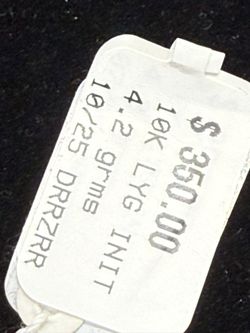 $ 350.00
10K LYG INIT
4.2 grms
10/25 DRRZRR